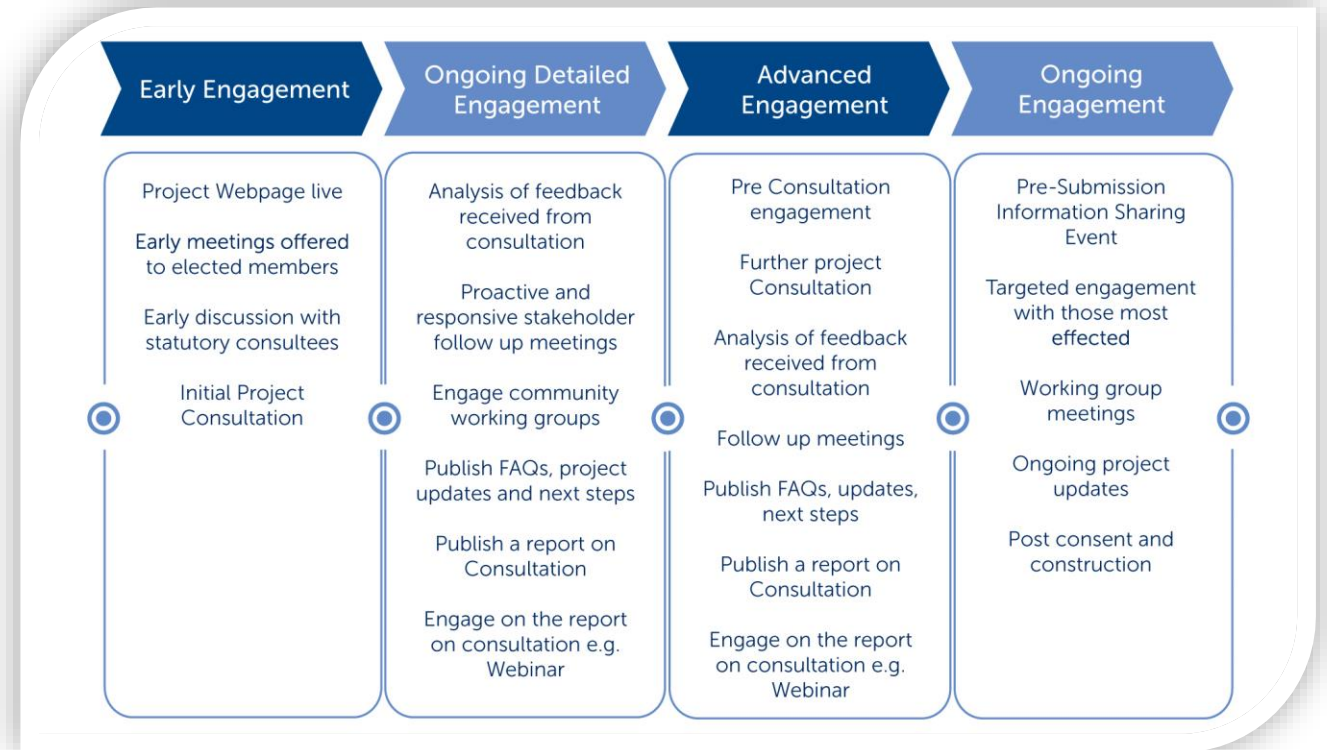 Early Engagement
Project Webpage live
Early meetings offered
to elected members
Early discussion with
statutory consultees
Initial Project
Consultation
Ongoing Detailed
Engagement
Analysis of feedback
received from
consultation
Proactive and
responsive stakeholder
follow up meetings
Engage community
working groups
Publish FAQs, project
updates and next steps
Publish a report on
Consultation
Engage on the report
on consultation e.g.
Webinar
Advanced
Engagement
Pre Consultation
engagement
Further project
Consultation
Analysis of feedback
received from
consultation
Follow up meetings
Publish FAQs, updates,
next steps
Publish a report on
Consultation
Engage on the report
on consultation e.g.
Webinar
Ongoing
Engagement
Pre-Submission
Information Sharing
Event
Targeted engagement
with those most
effected
Working group
meetings
Ongoing project
updates
Post consent and
construction